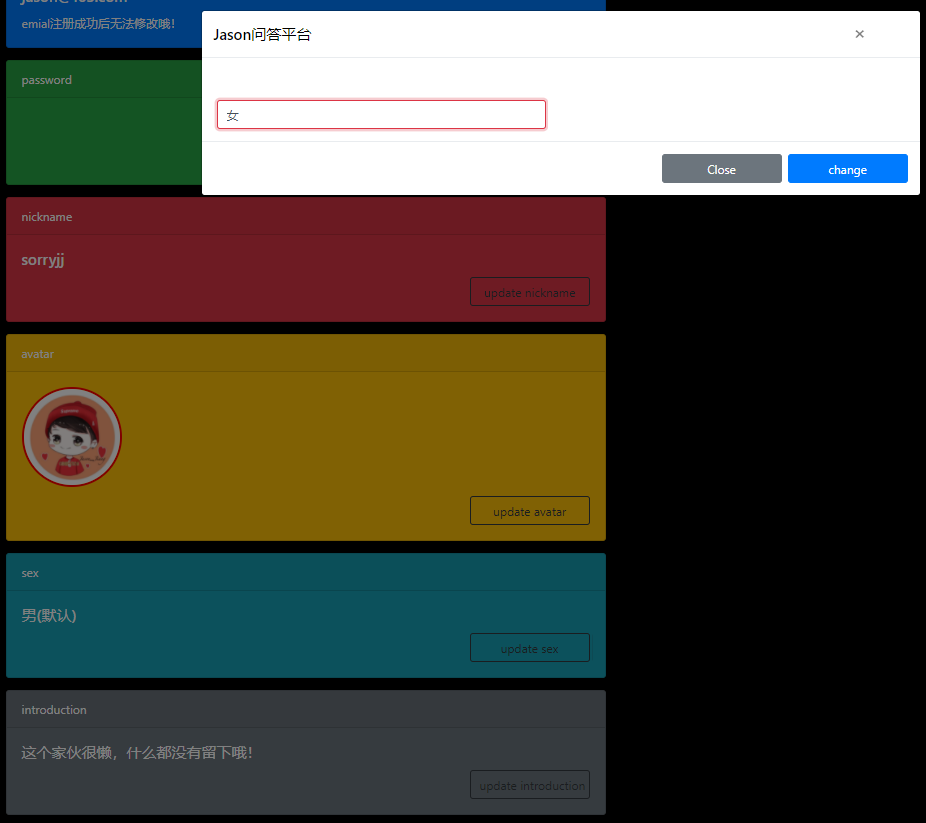 emial注册成功后无法修改哦!
Jason问答平台
×
password
女
Close
change
nickname
sorryjj
update nickname
avatar
update avatar
sex
男(默认)
update sex
introduction
这个家伙很懒，什么都没有留下哦!
update introduction